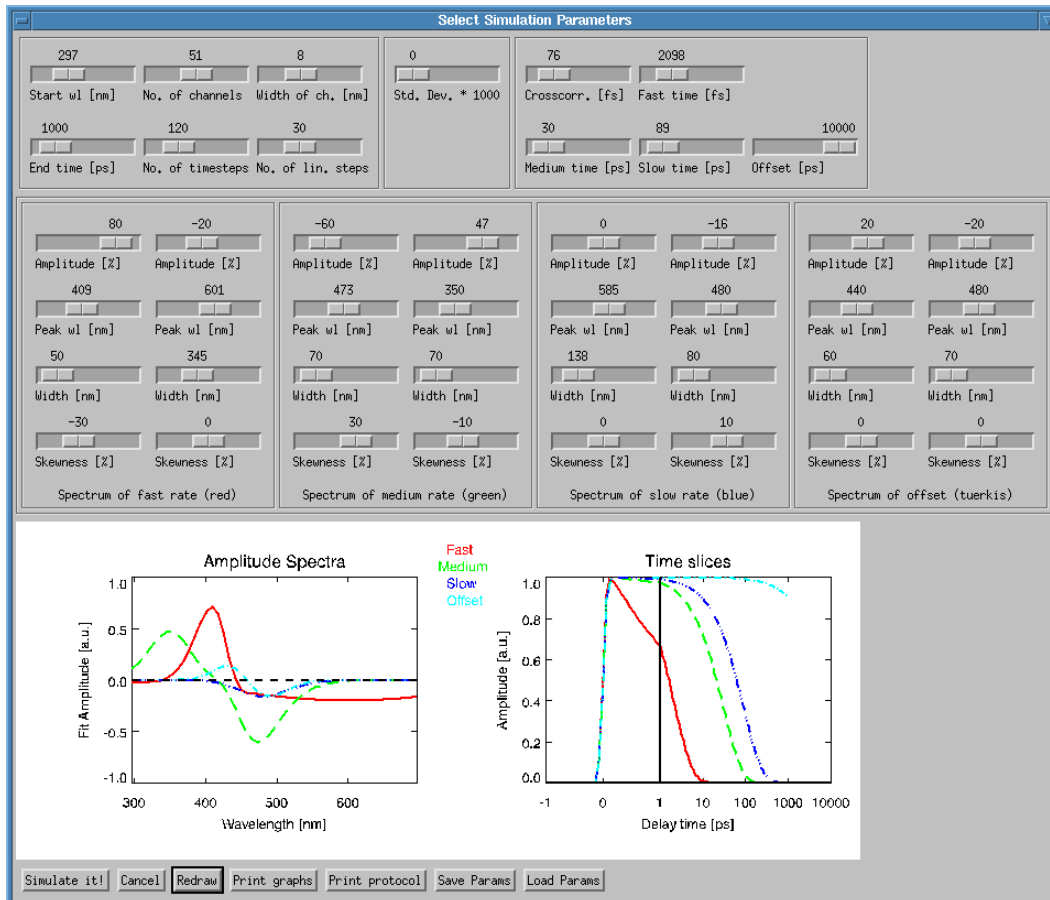 Select Simulation Parameters
297 51 8 0 76 2098
Start wl [nm] No. of channels Width of ch. [nm] Std. Dev. * 1000 Crosscorr. [fs] Fast time [fs]
1000 120 30 30 89 10000
End time [ps] No. of timesteps No. of lin. steps Medium time [ps] Slow time [ps] Offset [ps]
80 -20 -60 47 0 -16 20 -20
Amplitude [%] Amplitude [%] Amplitude [%] Amplitude [%] Amplitude [%] Amplitude [%] Amplitude [%] Amplitude [%]
409 601 473 350 585 480 440 480
Peak wl [nm] Peak wl [nm] Peak wl [nm] Peak wl [nm] Peak wl [nm] Peak wl [nm] Peak wl [nm] Peak wl [nm]
50 345 70 70 138 80 60 70
Width [nm] Width [nm] Width [nm] Width [nm] Width [nm] Width [nm] Width [nm] Width [nm]
-30 0 30 -10 0 10 0 0
Skewness [%] Skewness [%] Skewness [%] Skewness [%] Skewness [%] Skewness [%] Skewness [%] Skewness [%]
Spectrum of fast rate (red) Spectrum of medium rate (green) Spectrum of slow rate (blue) Spectrum of offset (tuerkis)
Amplitude Spectra
Fit Amplitude [a.u.]
1.0
0.5
0.0
-0.5
-1.0
300 400 500 600
Wavelength [nm]
Fast
Medium
Slow
Offset
Time slices
Amplitude [a.u.]
1.0
0.8
0.6
0.4
0.2
0.0
-1 0 1 10 100 1000 10000
Delay time [ps]
Simulate it! Cancel Redraw Print graphs Print protocol Save Params Load Params